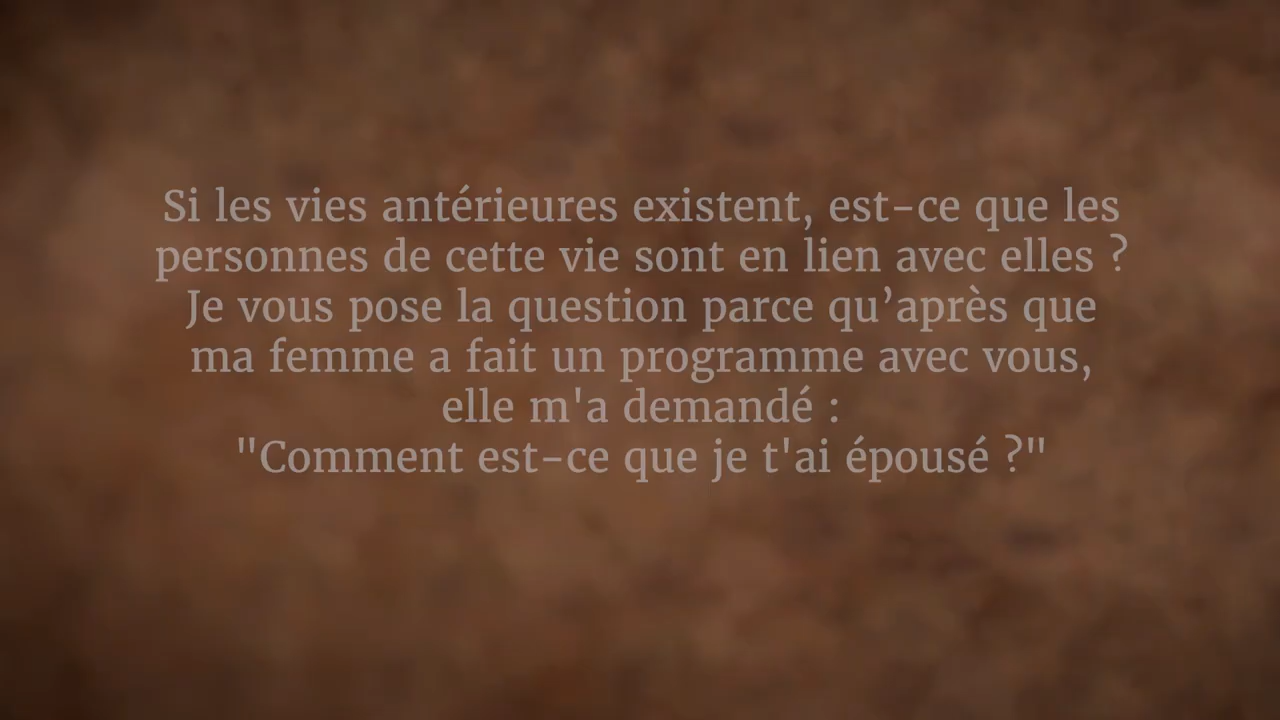 Si les vies antérieures existent, est-ce que les
personnes de cette vie sont en lien avec elles ?
Je vous pose la question parce qu’après que
ma femme a fait un programme avec vous,
elle m'a demandé :
"Comment est-ce que je t'ai épousé ?"